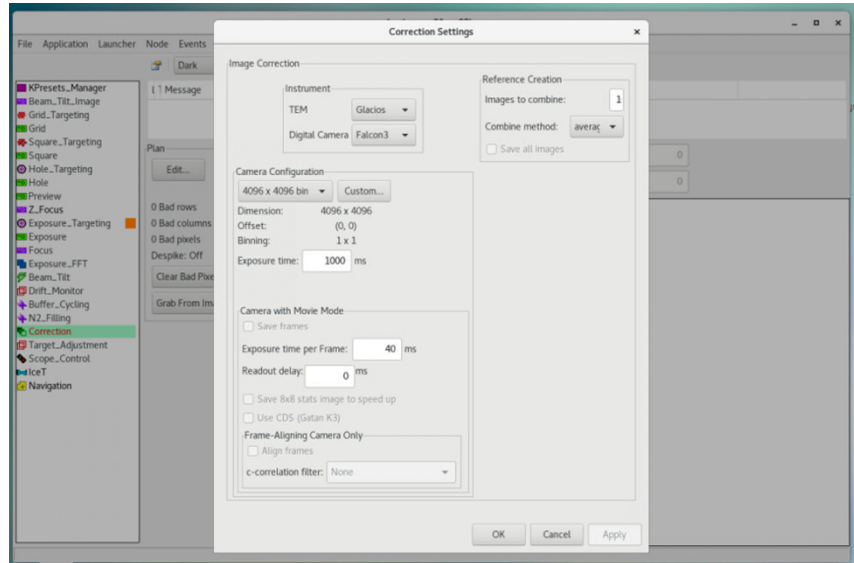 Correction Settings
File Application Launcher Node Events
Dark
KPresets_Manager
Beam_Tilt_Image
Grid_Targeting
Grid
Square_Targeting
Square
Hole_Targeting
Hole
Preview
Z_Focus
Exposure_Targeting
Exposure
Focus
Exposure_FFT
Beam_Tilt
Drift_Monitor
Buffer_Cycling
N2_Filling
Correction
Target_Adjustment
Scope_Control
IceT
Navigation
Message
Plan
Edit...
0 Bad rows
0 Bad columns
0 Bad pixels
Despike: Off
Clear Bad Pixe
Grab From Im
0
0
Image Correction
Instrument
TEM Glacios
Digital Camera Falcon3
Camera Configuration
4096 x 4096 bin Custom...
Dimension: 4096 x 4096
Offset: (0, 0)
Binning: 1 x 1
Exposure time: 1000 ms
Camera with Movie Mode
Save frames
Exposure time per Frame: 40 ms
Readout delay: 0 ms
Save 8x8 stats image to speed up
Use CDS (Gatan K3)
Frame-Aligning Camera Only
Align frames
c-correlation filter: None
Reference Creation
Images to combine: 1
Combine method: averag
Save all images
OK Cancel Apply